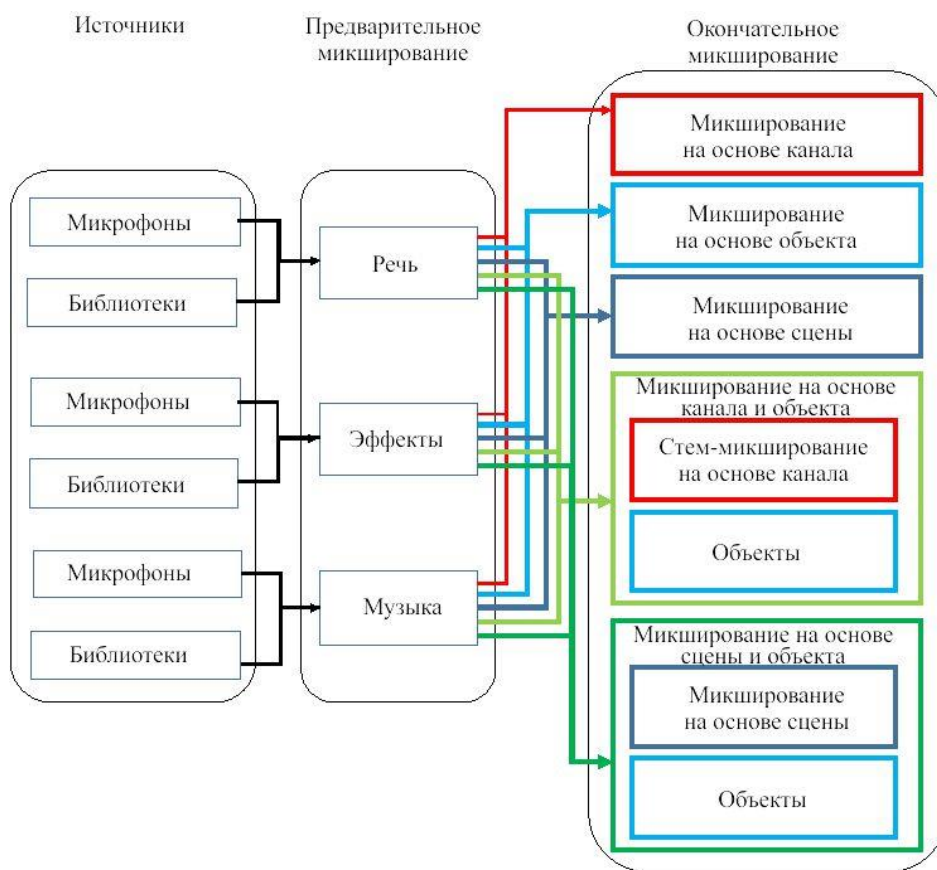 Источники
Предварительное
микширование
Окончательное
микширование
Микрофоны
Библиотеки
Микрофоны
Библиотеки
Микрофоны
Библиотеки
Речь
Эффекты
Музыка
Микширование
на основе канала
Микширование
на основе объекта
Микширование
на основе сцены
Микширование на основе
канала и объекта
Стем-микширование
на основе канала
Объекты
Микширование на основе
сцены и объекта
Микширование
на основе сцены
Объекты